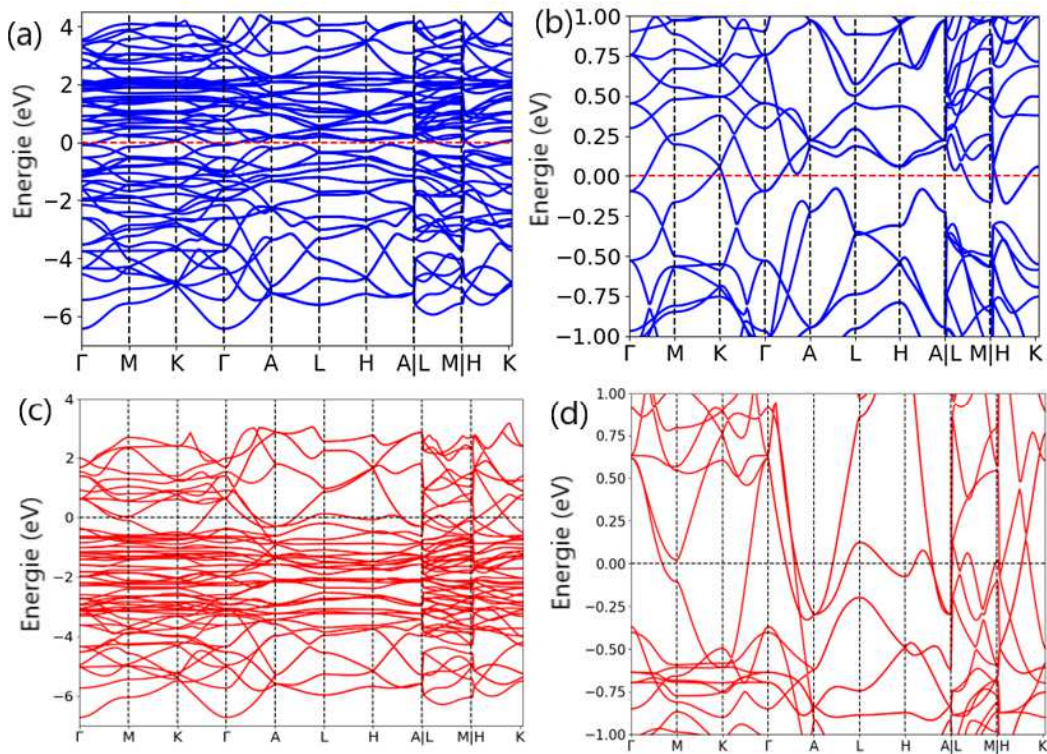 (a)
Energie (eV)
4
2
0
−2
−4
−6
Γ M K Γ A L H A|L M|H K
(b)
Energie (eV)
1.00
0.75
0.50
0.25
0.00
−0.25
−0.50
−0.75
−1.00
Γ M K Γ A L H A|L M|H K
(c)
Energie (eV)
4
2
0
−2
−4
−6
Γ M K Γ A L H A|L M|H K
(d)
Energie (eV)
1.00
0.75
0.50
0.25
0.00
−0.25
−0.50
−0.75
−1.00
Γ M K Γ A L H A|L M|H K